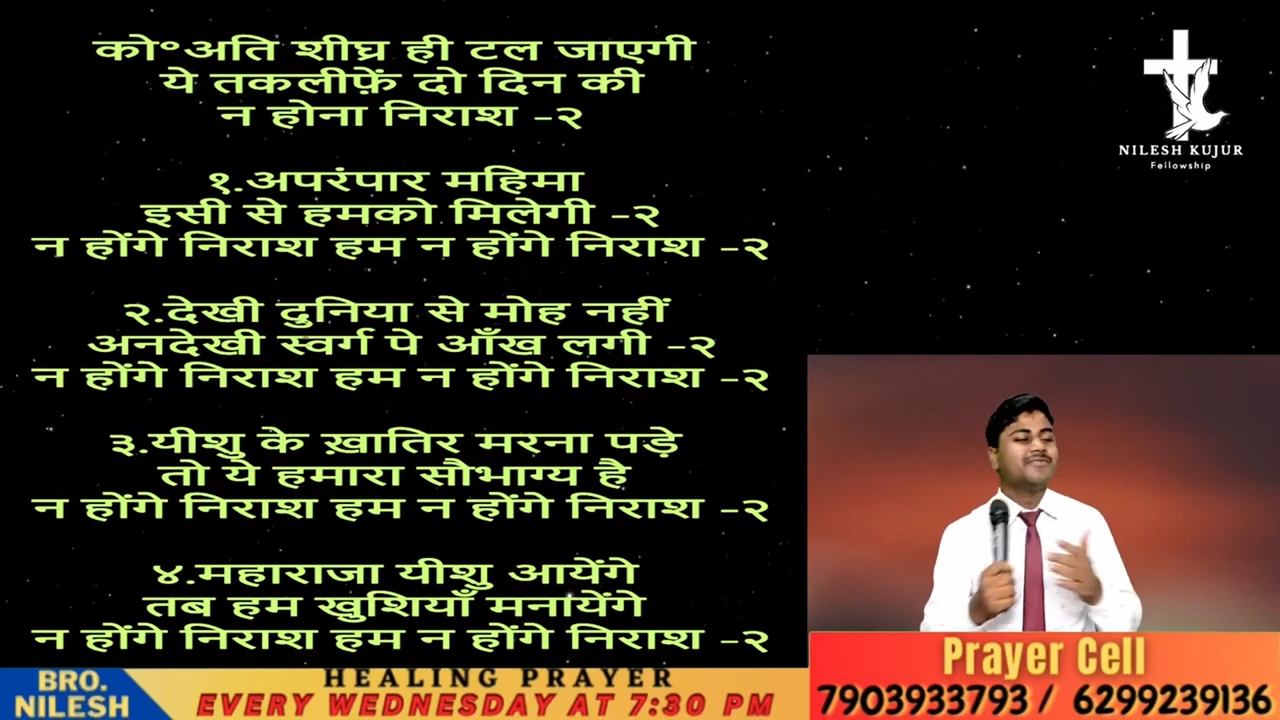 को°अति शीघ्र ही टल जाएगी
ये तकलीफ़ें दो दिन की
न होना निराश -२
१.अपरंपार महिमा
इसी से हमको मिलेगी -२
न होंगे निराश हम न होंगे निराश -२
२.देखी दुनिया से मोह नहीं
अनदेखी स्वर्ग पे आँख लगी -२
न होंगे निराश हम न होंगे निराश -२
३.यीशु के ख़ातिर मरना पड़े
तो ये हमारा सौभाग्य है
न होंगे निराश हम न होंगे निराश -२
४.महाराजा यीशु आयेंगे
तब हम खुशियाँ मनायेंगे
न होंगे निराश हम न होंगे निराश -२
NILESH KUJUR
Fellowship
BRO.
NILESH
HEALING PRAYER
EVERY WEDNESDAY AT 7:30 PM
Prayer Cell
7903933793 / 6299239136